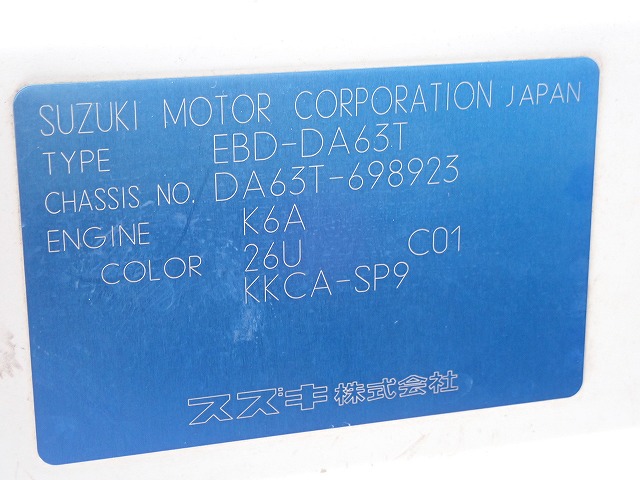 SUZUKI MOTOR CORPORATION JAPAN
TYPE EBD-DA63T
CHASSIS NO. DA63T-698923
ENGINE K6A
COLOR 26U C01
KKCA-SP9
スズキ株式会社